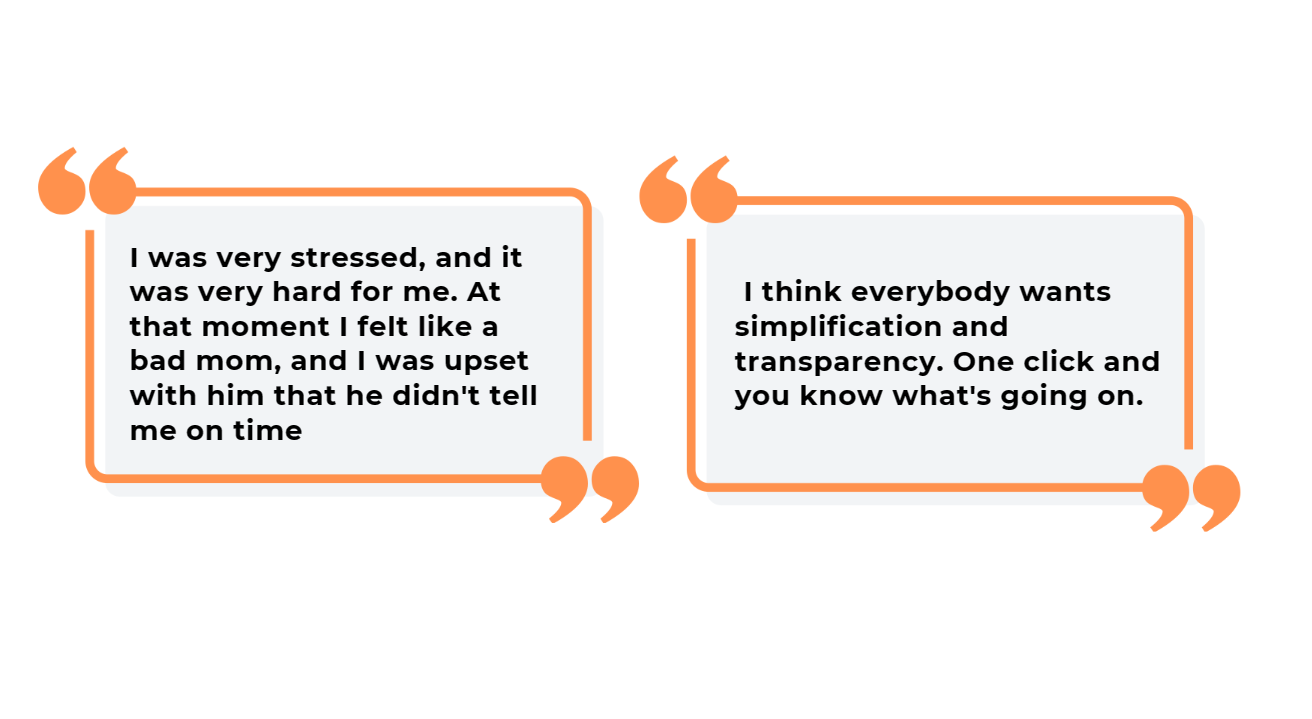 I was very stressed, and it
was very hard for me. At
that moment I felt like a
bad mom, and I was upset
with him that he didn't tell
me on time
I think everybody wants
simplification and
transparency. One click and
you know what's going on.